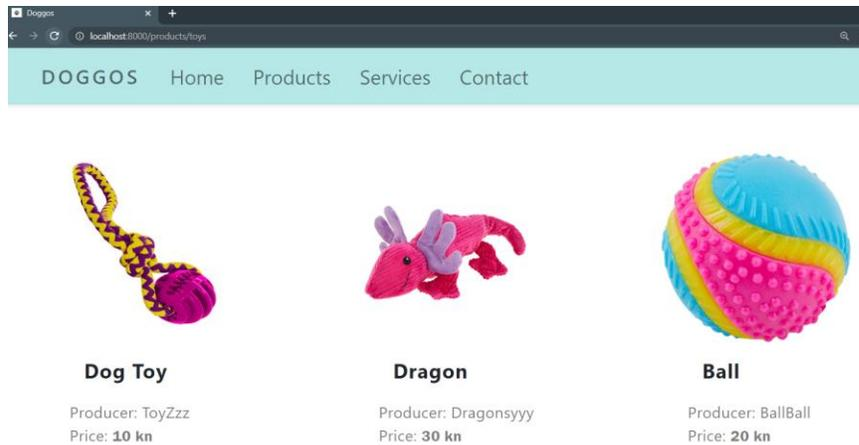 Doggos
localhost:8000/products/toys
DOGGOS Home Products Services Contact
Dog Toy Dragon Ball
Producer: ToyZzz Producer: Dragonsyyy Producer: BallBall
Price: 10 kn Price: 30 kn Price: 20 kn